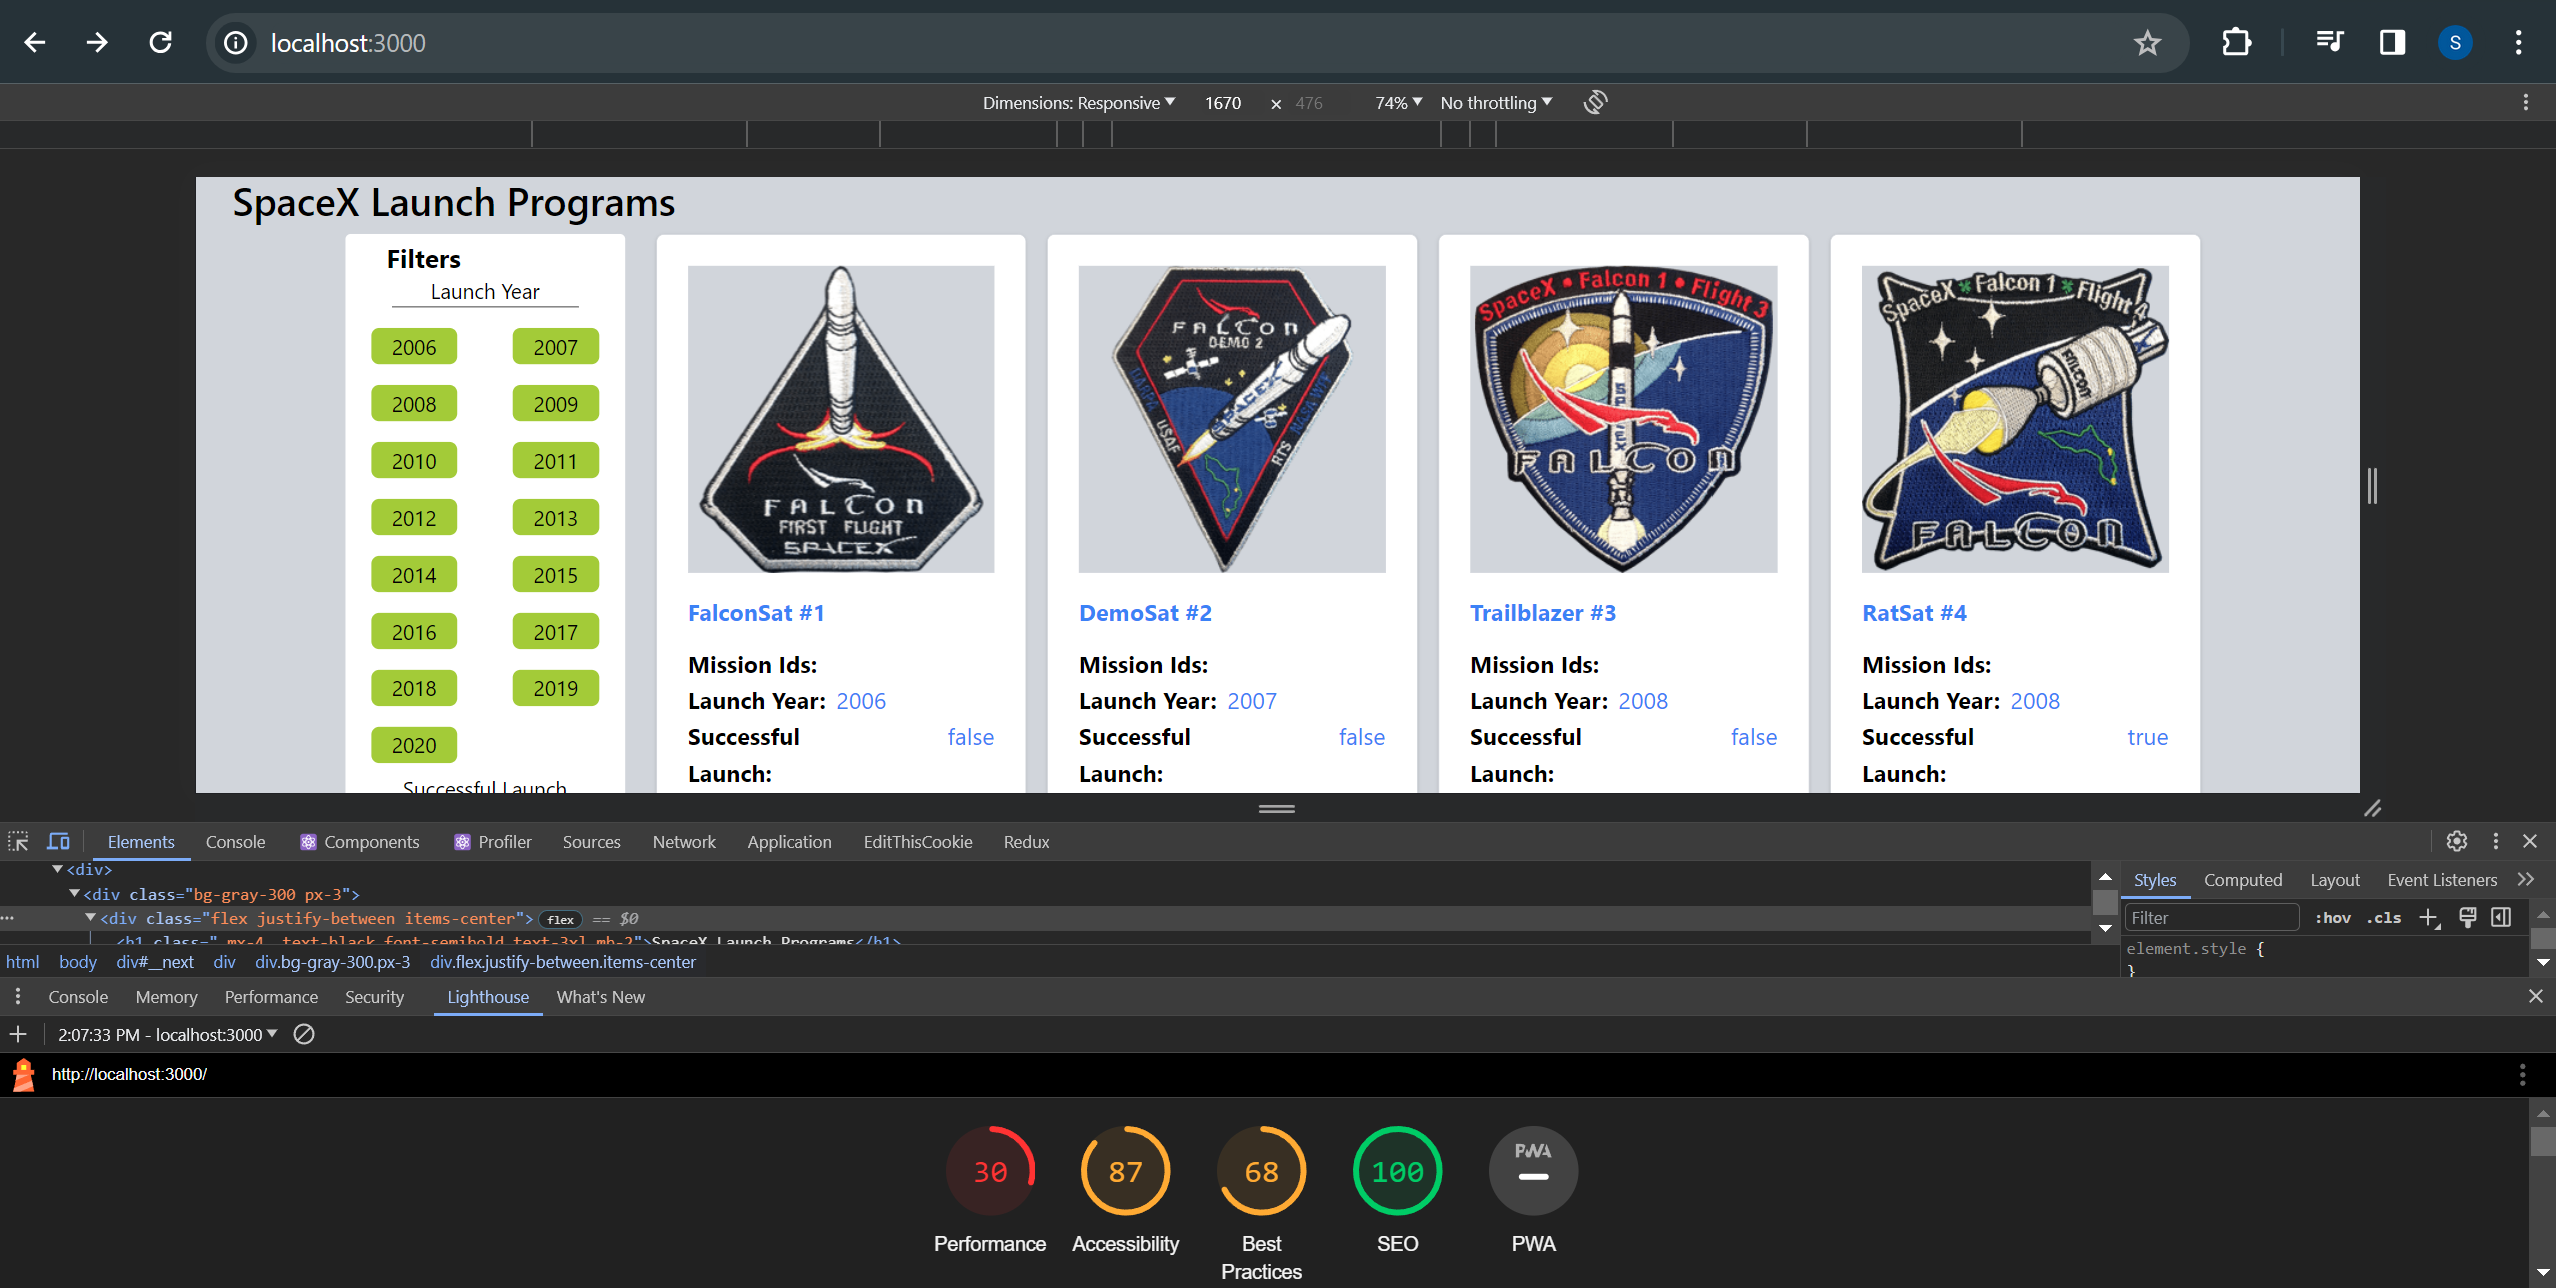 localhost:3000
S
Dimensions: Responsive 1670 × 476 74% No throttling
SpaceX Launch Programs
Filters
Launch Year
2006 2007
2008 2009
2010 2011
2012 2013
2014 2015
2016 2017
2018 2019
2020
Successful Launch
FALCON
FIRST FLIGHT
SPACEX
FalconSat #1
Mission Ids:
Launch Year: 2006
Successful false
Launch:
FALCON
DEMO 2
USAF
RTS
DemoSat #2
Mission Ids:
Launch Year: 2007
Successful false
Launch:
SpaceX • Falcon 1 • Flight 3
SPACEX
FALCON
Trailblazer #3
Mission Ids:
Launch Year: 2008
Successful false
Launch:
SpaceX Falcon 1 Flight 4
FALCON
FALCON
RatSat #4
Mission Ids:
Launch Year: 2008
Successful true
Launch:
Elements Console Components Profiler Sources Network Application EditThisCookie Redux
<div>
<div class="bg-gray-300 px-3">
<div class="flex justify-between items-center"> flex == $0
<h1 class=" mx-4  text-black font-semibold text-3xl mb-2">SpaceX Launch Programs</h1>
html body div#__next div div.bg-gray-300.px-3 div.flex.justify-between.items-center
Styles Computed Layout Event Listeners
Filter :hov .cls
element.style {
}
Console Memory Performance Security Lighthouse What's New
2:07:33 PM - localhost:3000
http://localhost:3000/
30 87 68 100 PWA
Performance Accessibility Best Practices SEO PWA